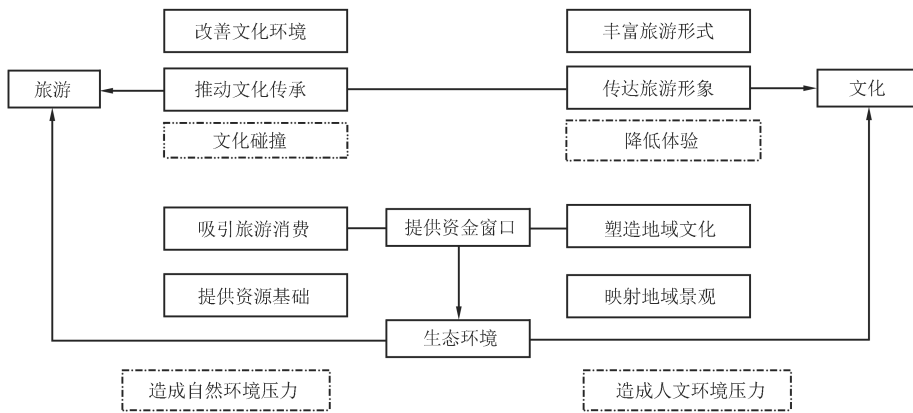 改善文化环境
丰富旅游形式
旅游
推动文化传承
传达旅游形象
文化
文化碰撞
降低体验
吸引旅游消费
提供资金窗口
塑造地域文化
提供资源基础
映射地域景观
生态环境
造成自然环境压力
造成人文环境压力